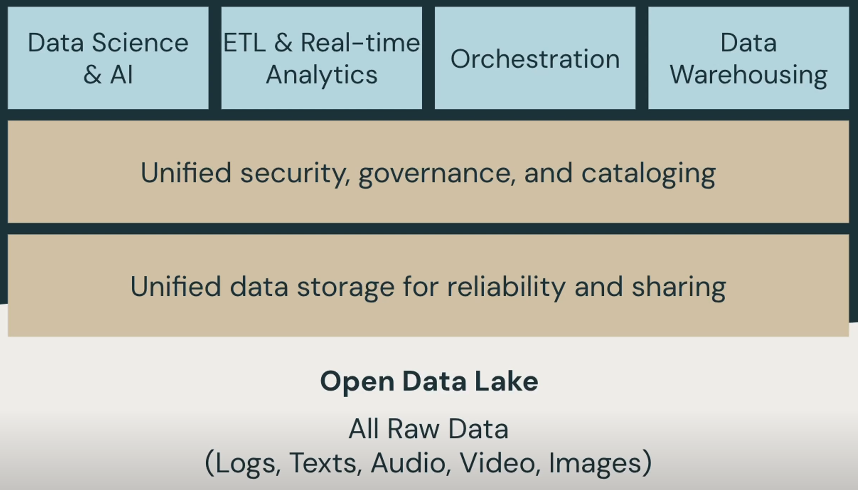 Data Science
& AI
ETL & Real-time
Analytics
Orchestration
Data
Warehousing
Unified security, governance, and cataloging
Unified data storage for reliability and sharing
Open Data Lake
All Raw Data
(Logs, Texts, Audio, Video, Images)